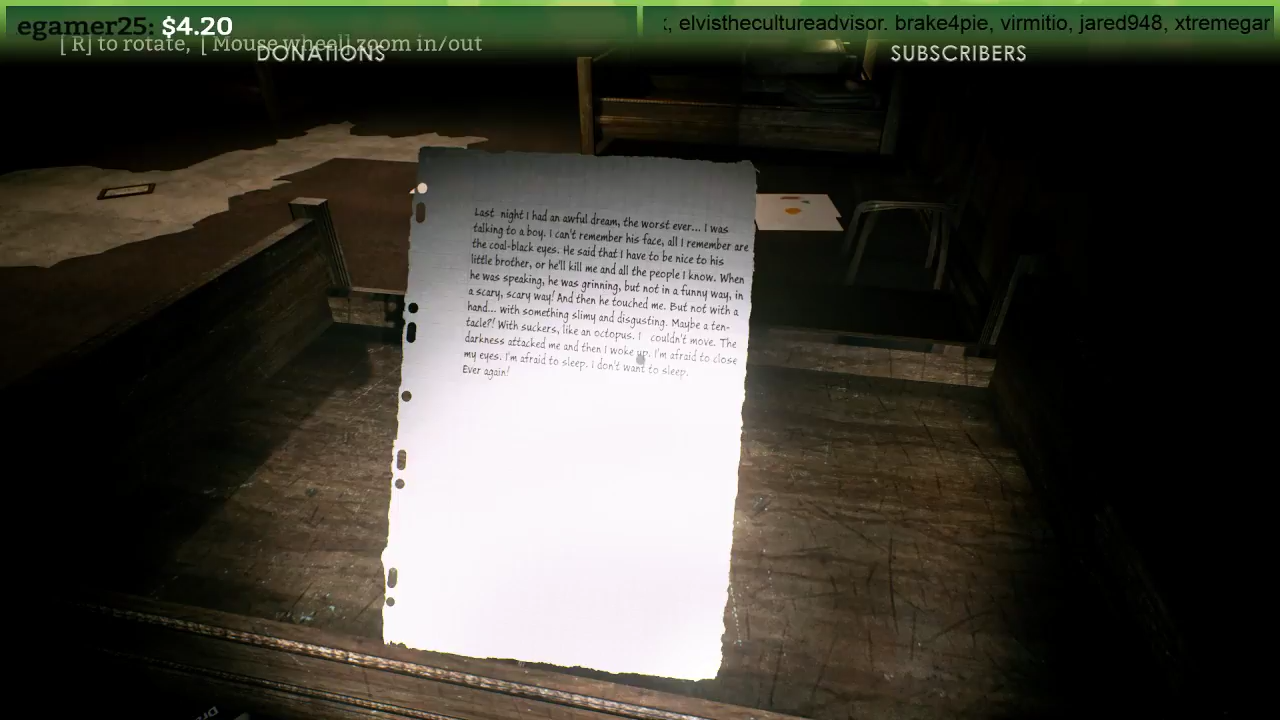 egamer25: $4.20
:, elvisthecultureadvisor. brake4pie, virmitio, jared948, xtremegar
[ R] to rotate, [ Mouse wheel] zoom in/out
DONATIONS
SUBSCRIBERS
Last night I had an awful dream, the worst ever... I was
talking to a boy. I can't remember his face, all I remember are
the coal-black eyes. He said that I have to be nice to his
little brother, or he'll kill me and all the people I know. When
he was speaking, he was grinning, but not in a funny way, in
a scary, scary way! And then he touched me. But not with a
hand... with something slimy and disgusting. Maybe a ten-
tacle?! With suckers, like an octopus. I couldn't move. The
darkness attacked me and then I woke up. I'm afraid to close
my eyes. I'm afraid to sleep. I don't want to sleep.
Ever again!